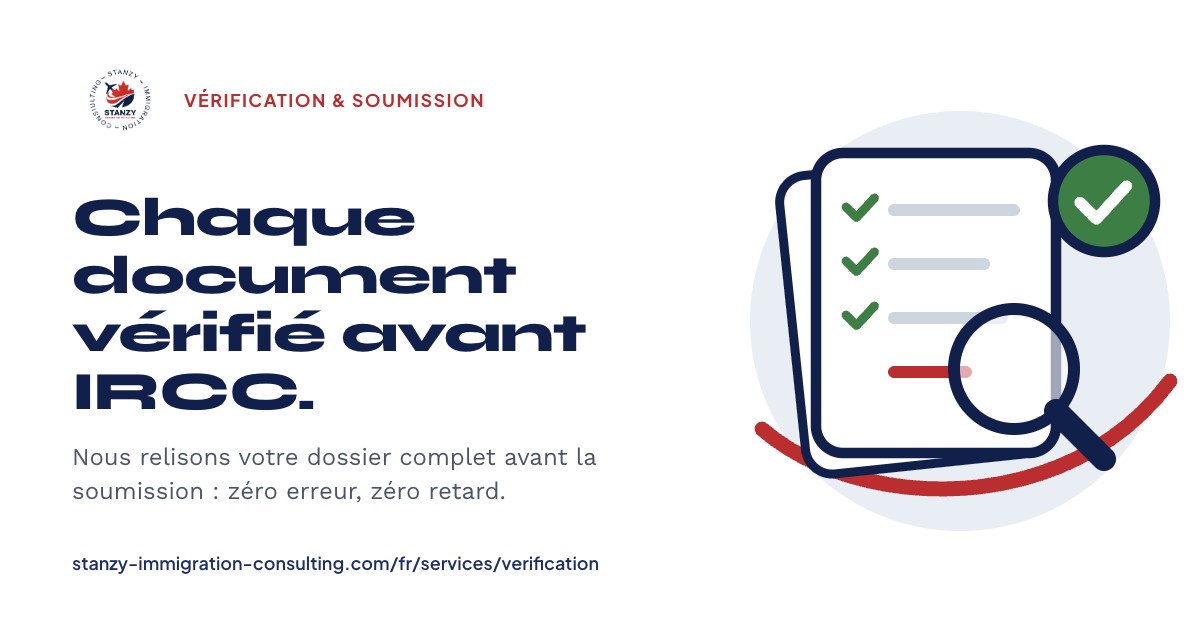 STANZY – IMMIGRATION – CONSULTING –
STANZY
VÉRIFICATION & SOUMISSION
Chaque
document
vérifié avant
IRCC.
Nous relisons votre dossier complet avant la
soumission : zéro erreur, zéro retard.
stanzy-immigration-consulting.com/fr/services/verification